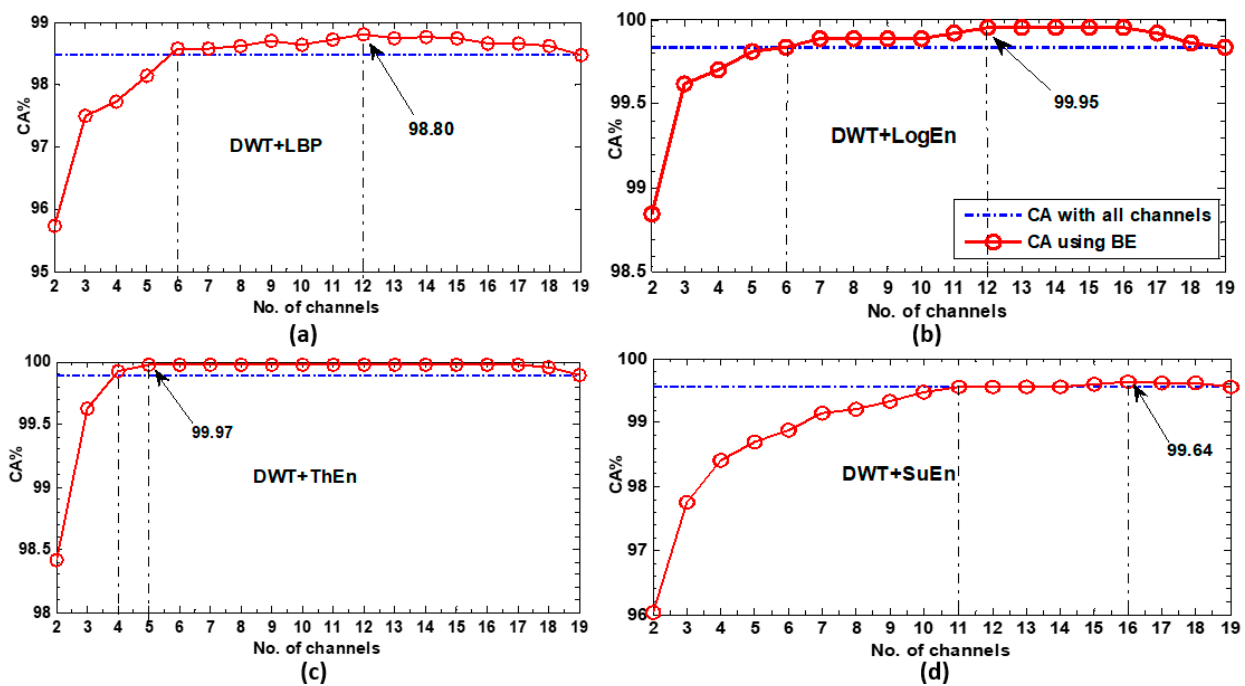 99
98
97
96
95
CA%
DWT+LBP
98.80
2 3 4 5 6 7 8 9 10 11 12 13 14 15 16 17 18 19
No. of channels
(a)
100
99.5
99
98.5
CA%
DWT+LogEn
99.95
CA with all channels
CA using BE
2 3 4 5 6 7 8 9 10 11 12 13 14 15 16 17 18 19
No. of channels
(b)
100
99.5
99
98.5
98
CA%
DWT+ThEn
99.97
2 3 4 5 6 7 8 9 10 11 12 13 14 15 16 17 18 19
No. of channels
(c)
100
99
98
97
96
CA%
DWT+SuEn
99.64
2 3 4 5 6 7 8 9 10 11 12 13 14 15 16 17 18 19
No. of channels
(d)